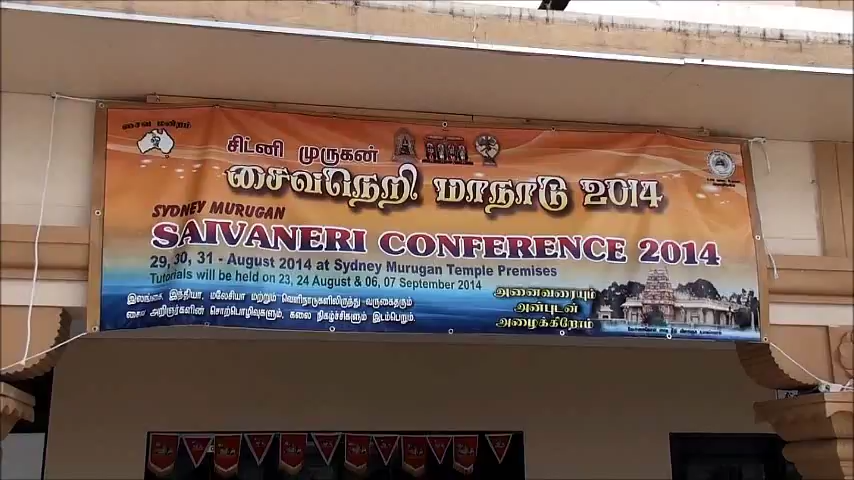 சைவ மன்றம்
சிட்னி முருகன்
சைவநெறி மாநாடு 2014
SYDNEY MURUGAN
SAIVANERI CONFERENCE 2014
29, 30, 31 - August 2014 at Sydney Murugan Temple Premises
Tutorials will be held on 23, 24 August & 06, 07 September 2014
இலங்கை, இந்தியா, மலேசியா மற்றும் வெளிநாடுகளிலிருந்து வருகைதரும்
சைவ அறிஞர்களின் சொற்பொழிவுகளும், கலை நிகழ்ச்சிகளும் இடம்பெறும்.
அனைவரையும்
அன்புடன்
அழைக்கிறோம்